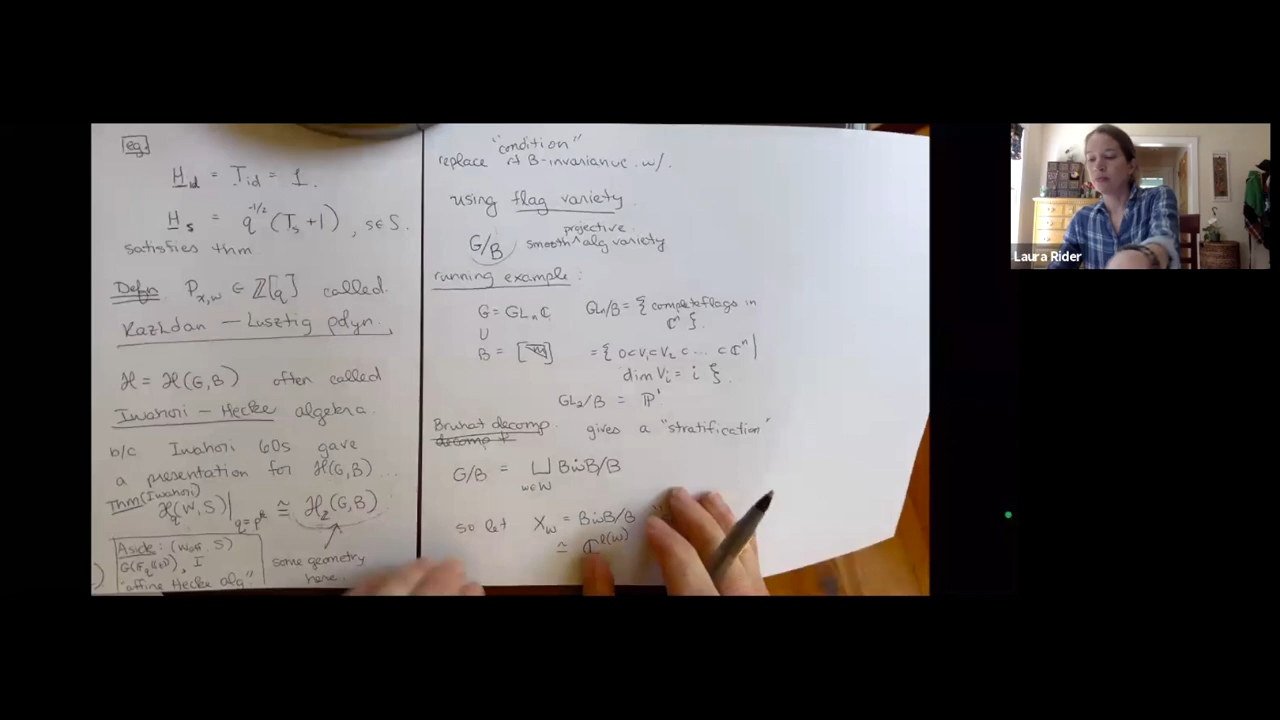 eg.
H_id = T_id = 1.
H_s = q^{-1/2} (T_s + 1), s∈S.
satisfies thm
Defn P_{x,w} ∈ ℤ[q] called
Kazhdan — Lusztig polyn.
ℋ = ℋ(G,B) often called
Iwahori – Hecke algebra.
b/c Iwahori 60s gave
a presentation for ℋ(G,B) ...
Thm (Iwahori)
ℋ_q(W,S)|_{q=p^k} ≅ ℋ_ℤ(G,B)
Aside: (W_aff, S)
I
"affine Hecke alg"
some geometry
here.
"condition"
replace rt B-invariance w/.
using flag variety.
G/B smooth ^projective alg variety
running example:
G = GL_n ℂ GL_n/B = { complete flags in
ℂ^n }.
∪
B = [ ] = { 0⊂V_1⊂V_2⊂ ... ⊂ℂ^n |
dim V_i = i }.
GL_2/B = ℙ^1
Bruhat decomp. gives a "stratification"
G/B = ⊔_{w∈W} BẇB/B
so let X_w = BẇB/B
≅ ℂ^{ℓ(w)}
Laura Rider